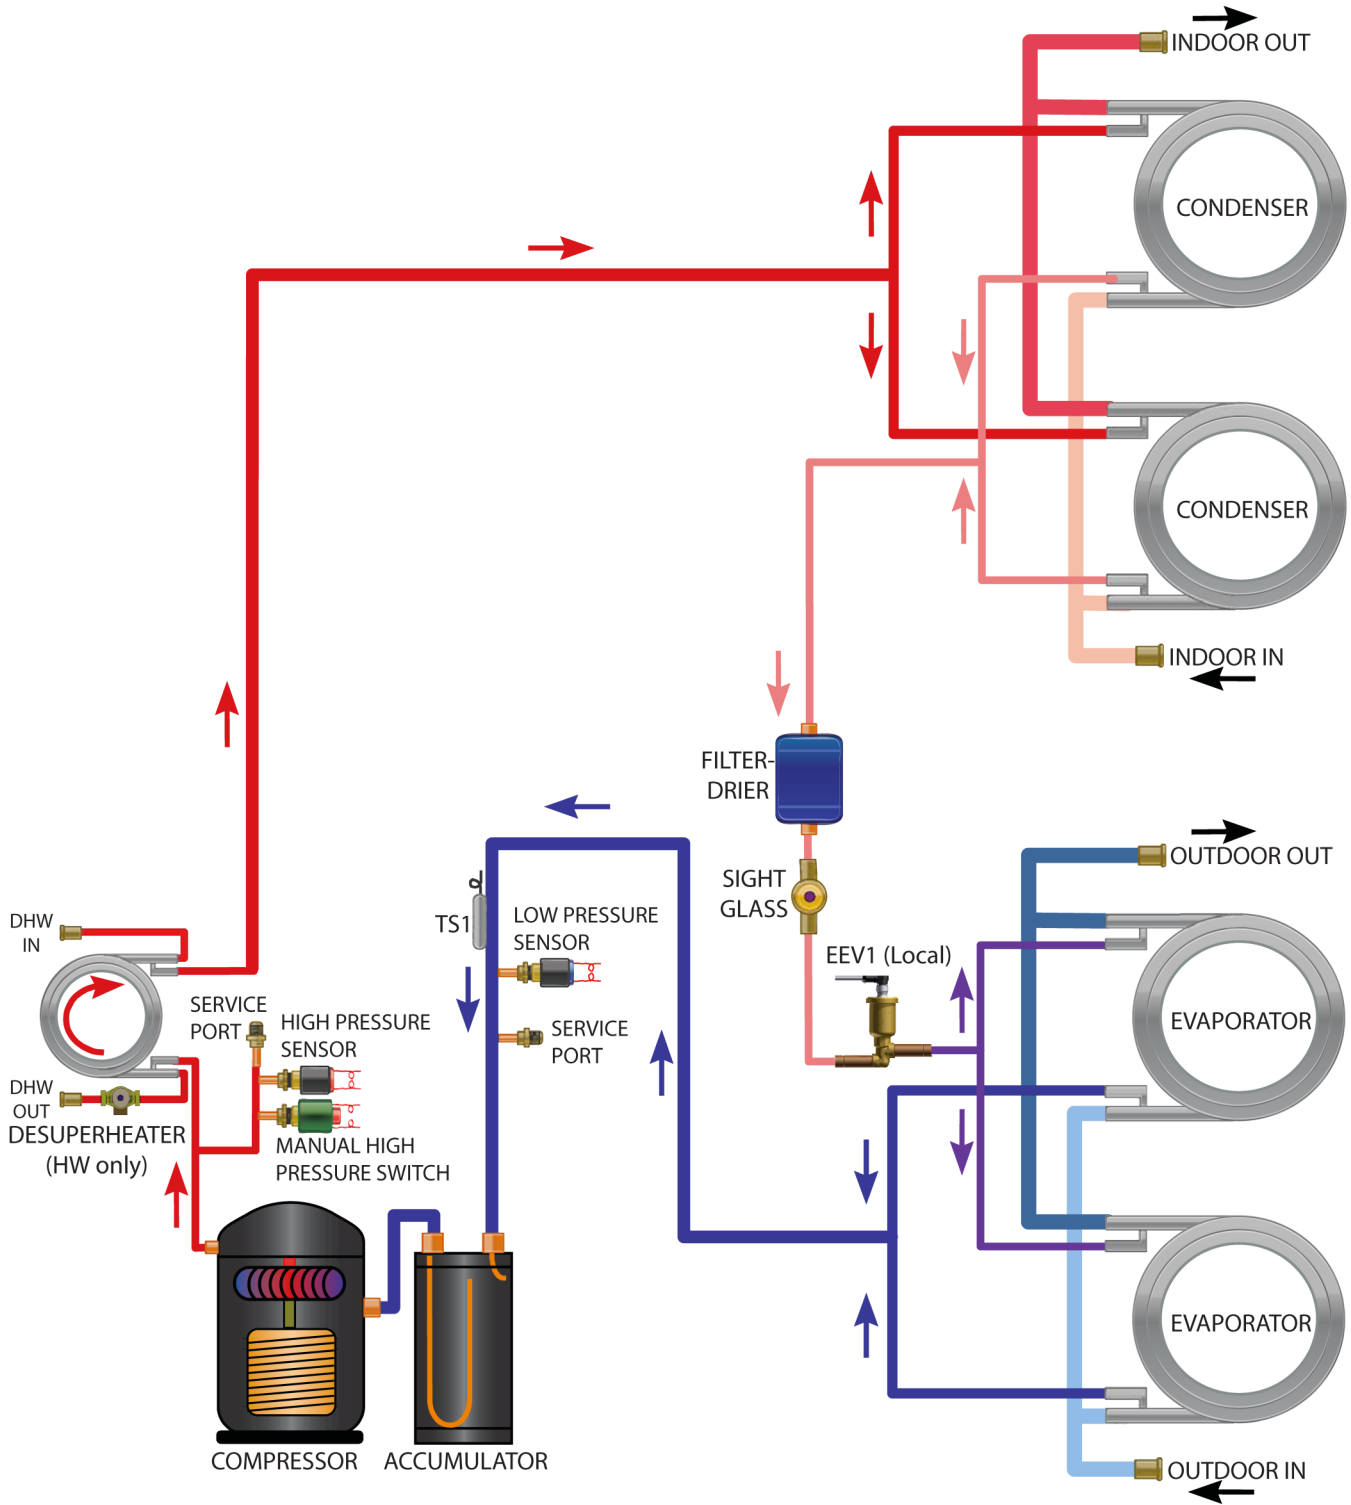 INDOOR OUT
CONDENSER
CONDENSER
INDOOR IN
FILTER-
DRIER
SIGHT
GLASS
EEV1 (Local)
OUTDOOR OUT
EVAPORATOR
EVAPORATOR
OUTDOOR IN
TS1
LOW PRESSURE
SENSOR
SERVICE
PORT
DHW
IN
SERVICE
PORT
HIGH PRESSURE
SENSOR
DHW
OUT
DESUPERHEATER
(HW only)
MANUAL HIGH
PRESSURE SWITCH
COMPRESSOR
ACCUMULATOR